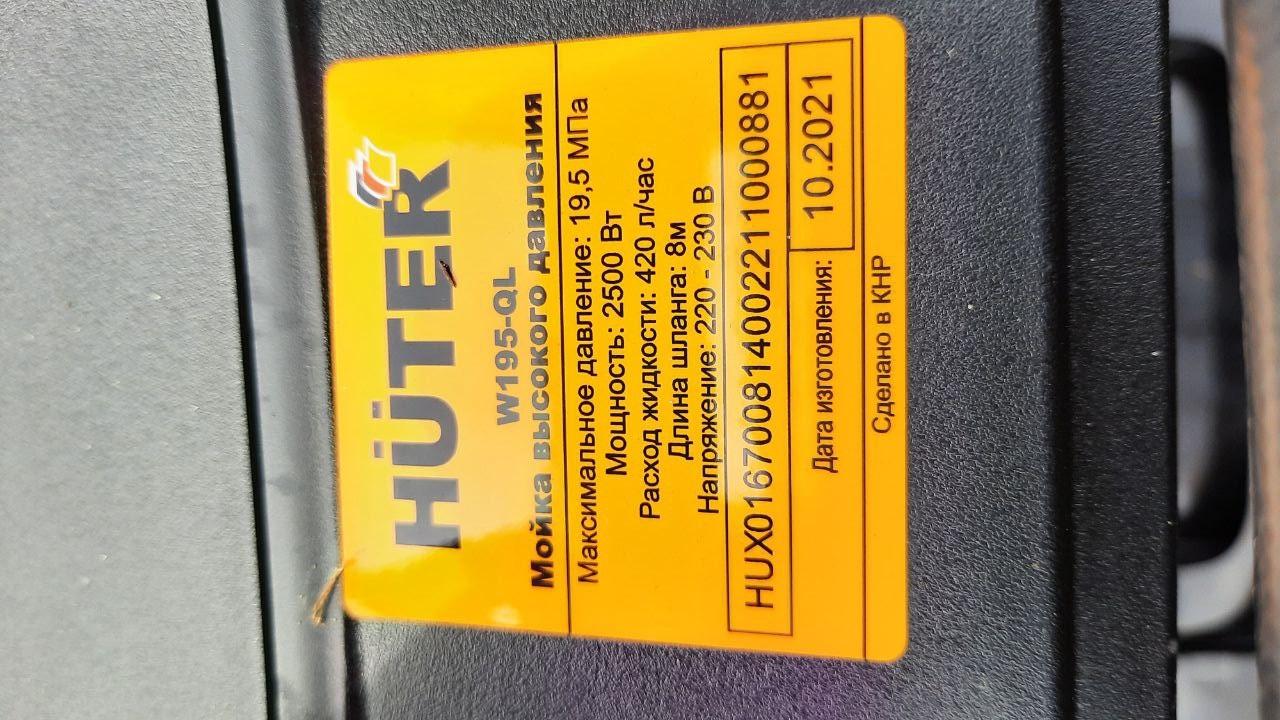 HÜTER
W195-QL
Мойка высокого давления
Максимальное давление: 19,5 МПа
Мощность: 2500 Вт
Расход жидкости: 420 л/час
Длина шланга: 8м
Напряжение: 220 - 230 В
HUX0167008140022110000881
Дата изготовления: 10.2021
Сделано в КНР